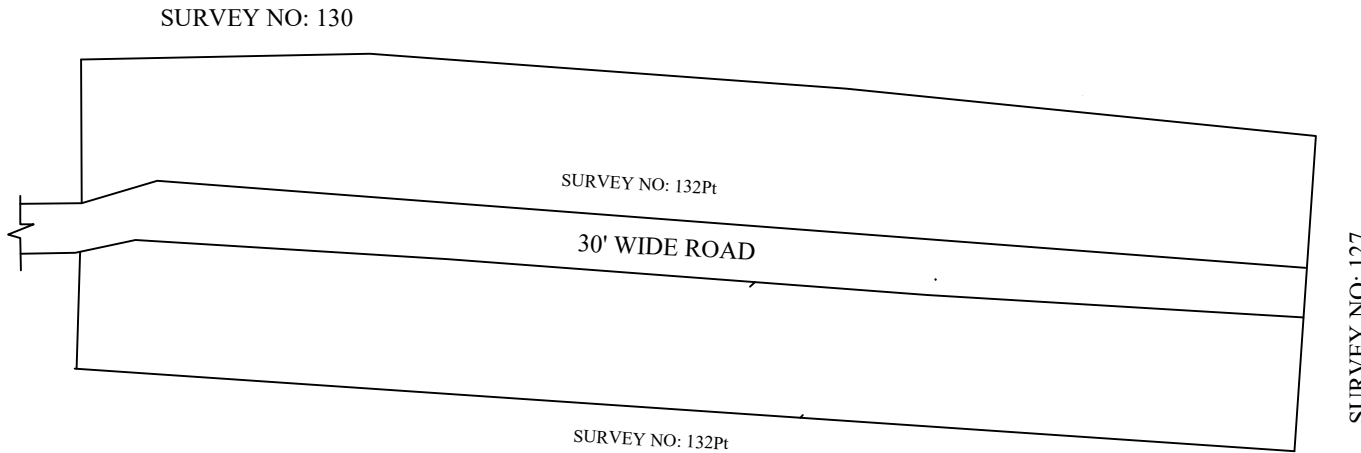 SURVEY NO: 130
SURVEY NO: 132Pt
30' WIDE ROAD
SURVEY NO: 127
SURVEY NO: 132Pt